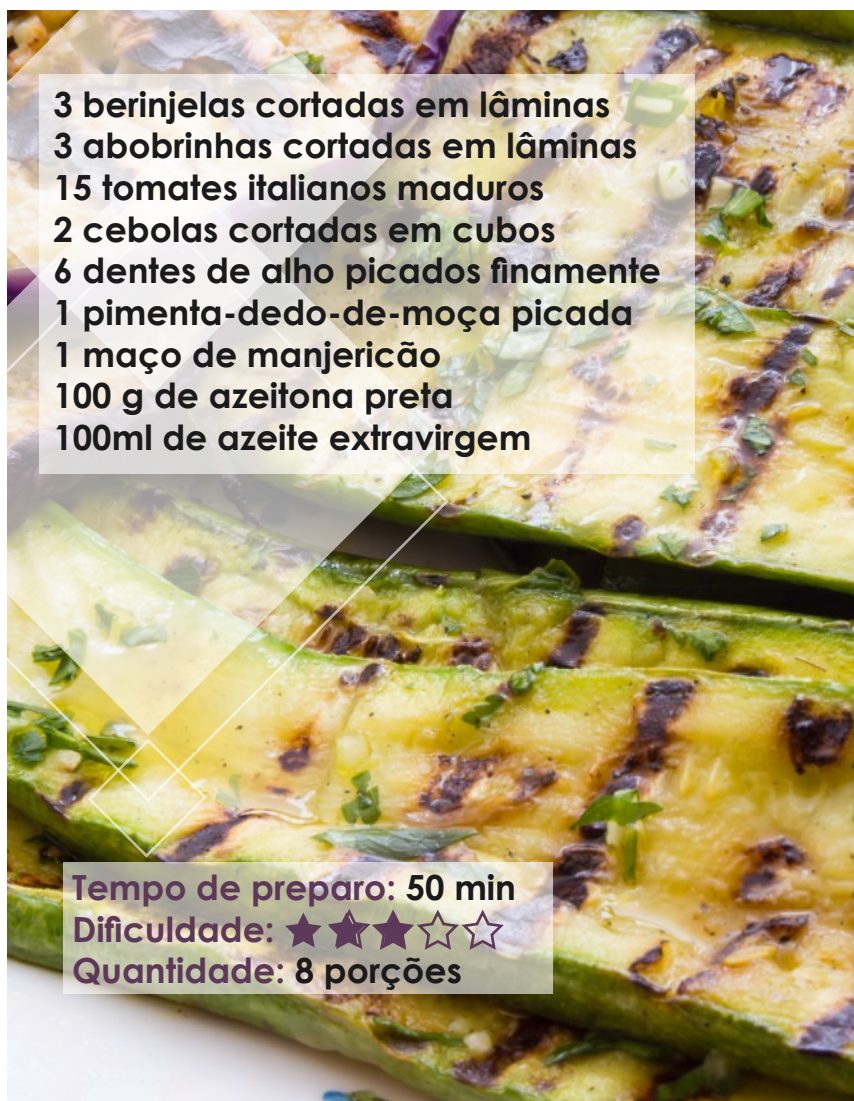 3 berinjelas cortadas em lâminas
3 abobrinhas cortadas em lâminas
15 tomates italianos maduros
2 cebolas cortadas em cubos
6 dentes de alho picados finamente
1 pimenta-dedo-de-moça picada
1 maço de manjericão
100 g de azeitona preta
100ml de azeite extravirgem
Tempo de preparo: 50 min
Dificuldade: ★★★☆☆
Quantidade: 8 porções